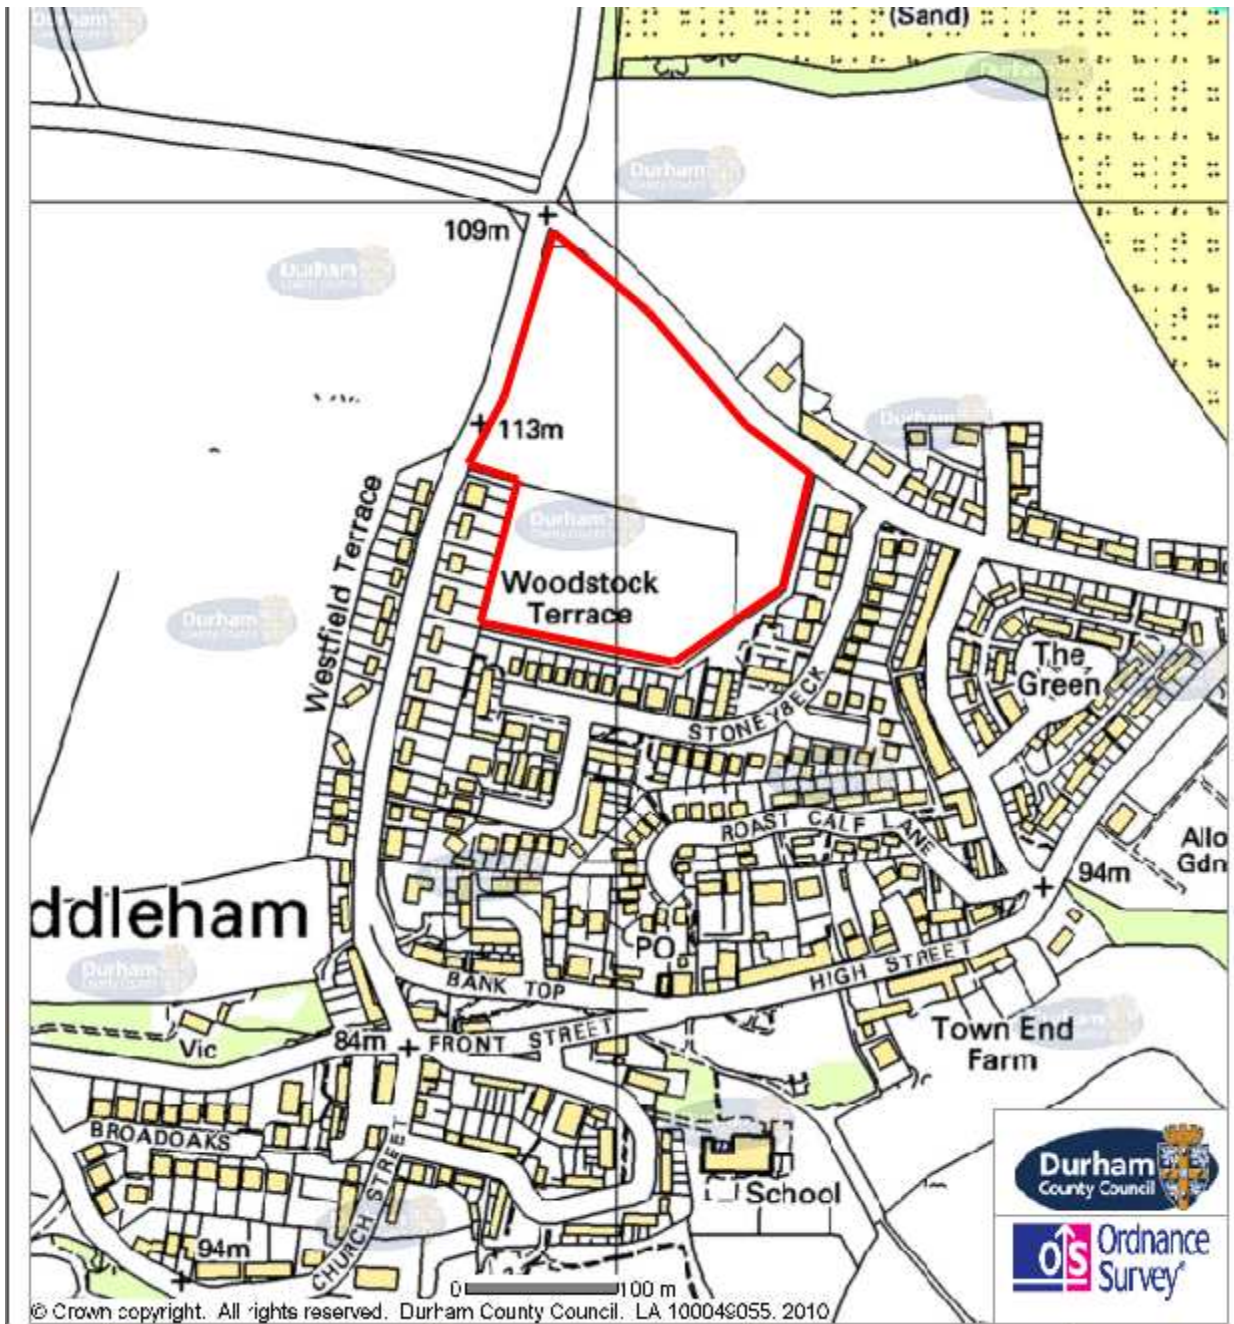 (Sand)
109m
113m
Westfield Terrace
Woodstock
Terrace
The
Green
STONEYBECK
ROAST CALF LANE
Allo
Gdn
94m
ddleham
PO
HIGH STREET
BANK TOP
FRONT STREET
84m
Vic
Town End
Farm
BROADOAKS
CHURCH STREET
School
94m
Durham
County Council
Ordnance
Survey®
0 100 m
© Crown copyright. All rights reserved. Durham County Council. LA 100049055. 2010